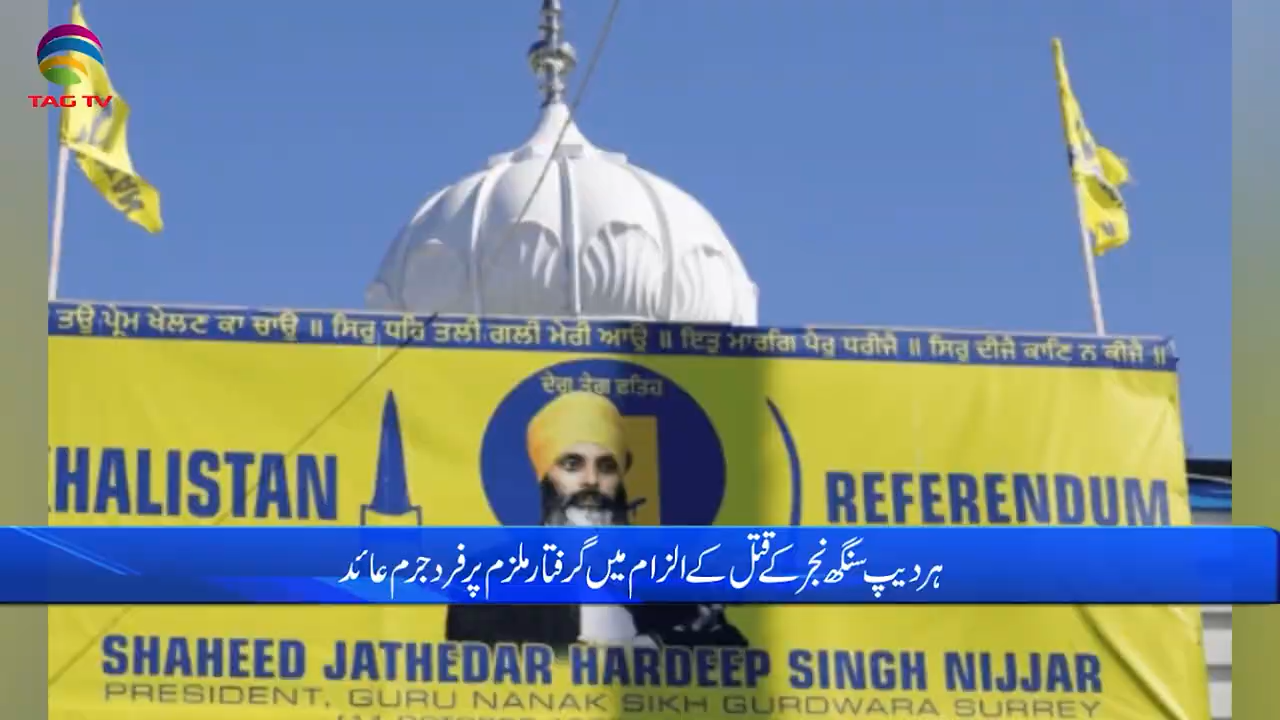 TAG TV
ਤਉ ਪ੍ਰੇਮ ਖੇਲਣ ਕਾ ਚਾਉ ॥ ਸਿਰੁ ਧਰਿ ਤਲੀ ਗਲੀ ਮੇਰੀ ਆਉ ॥ ਇਤੁ ਮਾਰਗਿ ਪੈਰੁ ਧਰੀਜੈ ॥ ਸਿਰੁ ਦੀਜੈ ਕਾਣਿ ਨ ਕੀਜੈ ॥
ਦੇਗ ਤੇਗ ਫਤਿਹ
KHALISTAN REFERENDUM
ہردیپ سنگھ نجر کے قتل کے الزام میں گرفتار ملزم پر فرد جرم عائد
SHAHEED JATHEDAR HARDEEP SINGH NIJJAR
PRESIDENT, GURU NANAK SIKH GURDWARA SURREY